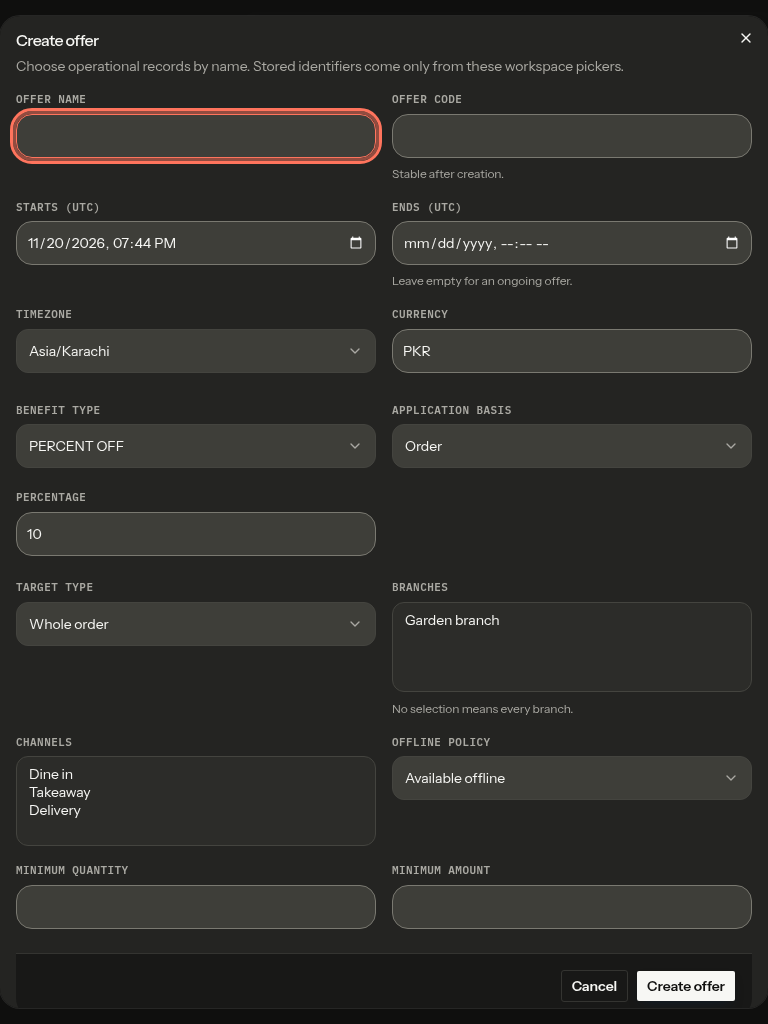 Create offer
×
Choose operational records by name. Stored identifiers come only from these workspace pickers.
OFFER NAME
OFFER CODE
Stable after creation.
STARTS (UTC)
ENDS (UTC)
11/20/2026, 07:44 PM
mm/dd/yyyy, --:-- --
Leave empty for an ongoing offer.
TIMEZONE
CURRENCY
Asia/Karachi
PKR
BENEFIT TYPE
APPLICATION BASIS
PERCENT OFF
Order
PERCENTAGE
10
TARGET TYPE
BRANCHES
Whole order
Garden branch
No selection means every branch.
CHANNELS
OFFLINE POLICY
Dine in
Takeaway
Delivery
Available offline
MINIMUM QUANTITY
MINIMUM AMOUNT
Cancel
Create offer